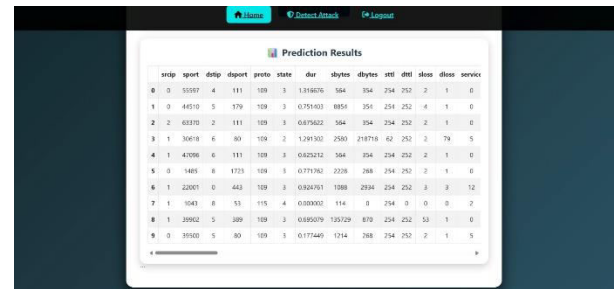 Home Detect Attack Logout
Prediction Results
srcip sport dstip dsport proto state dur sbytes dbytes sttl dttl sloss dloss service
0 0 55597 4 111 109 3 1.316676 564 354 254 252 2 1 0
1 0 44510 5 179 109 3 0.751403 8854 354 254 252 4 1 0
2 2 63370 2 111 109 3 0.675622 564 354 254 252 2 1 0
3 1 30618 6 80 109 2 1.291302 2580 218716 62 252 2 79 5
4 1 47086 6 111 109 3 0.625212 564 354 254 252 2 1 0
5 0 1485 8 1723 109 3 0.771762 2228 268 254 252 2 1 0
6 1 22001 0 443 109 3 0.924761 1088 2934 254 252 3 3 12
7 1 1043 8 53 115 4 0.000002 114 0 254 0 0 0 2
8 1 39902 5 589 109 3 0.695079 135729 870 254 252 53 1 0
9 0 39500 5 80 109 3 0.177449 1214 268 254 252 2 1 5